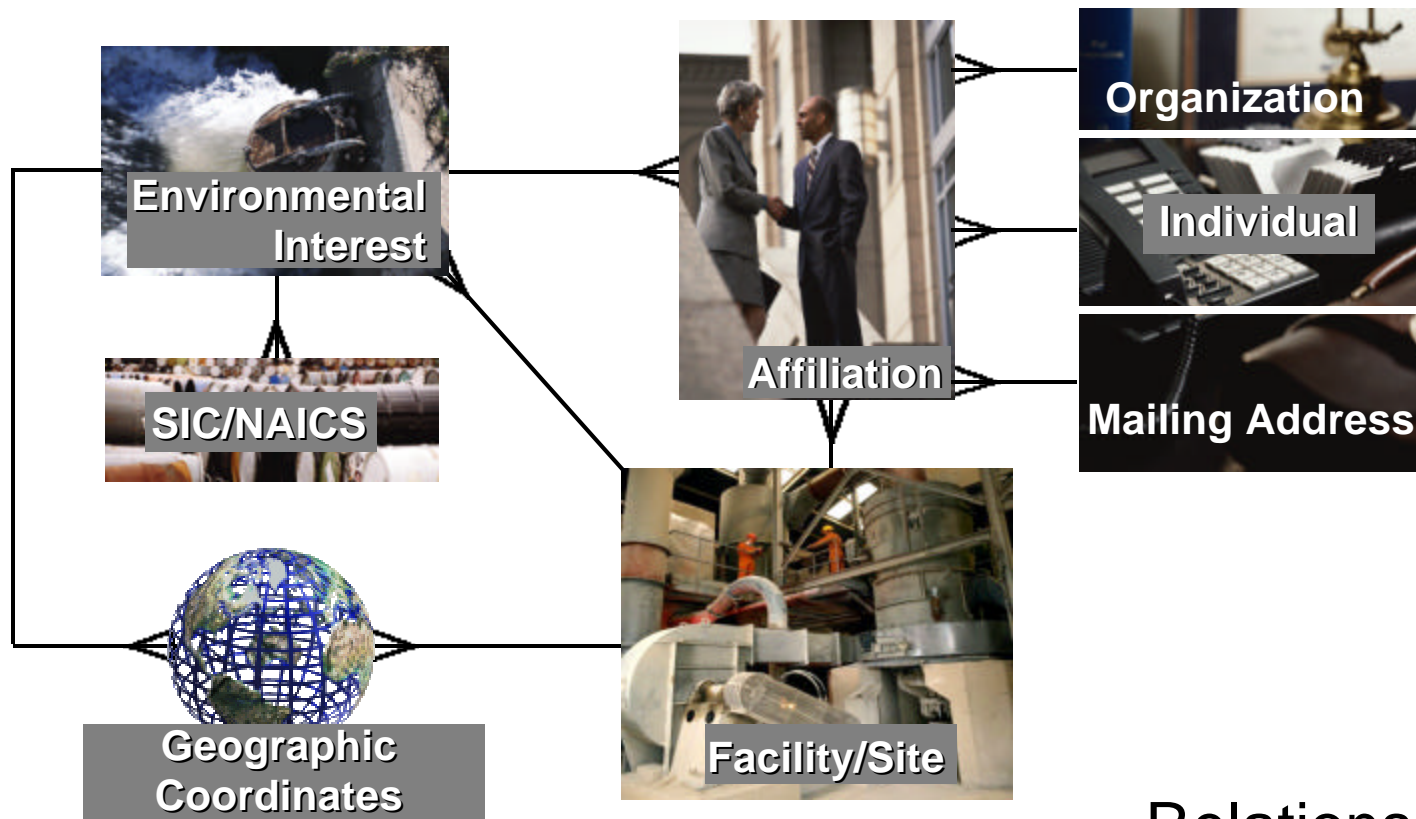 Organization
Environmental
Interest
Individual
Affiliation
SIC/NAICS
Mailing Address
Geographic
Coordinates
Facility/Site